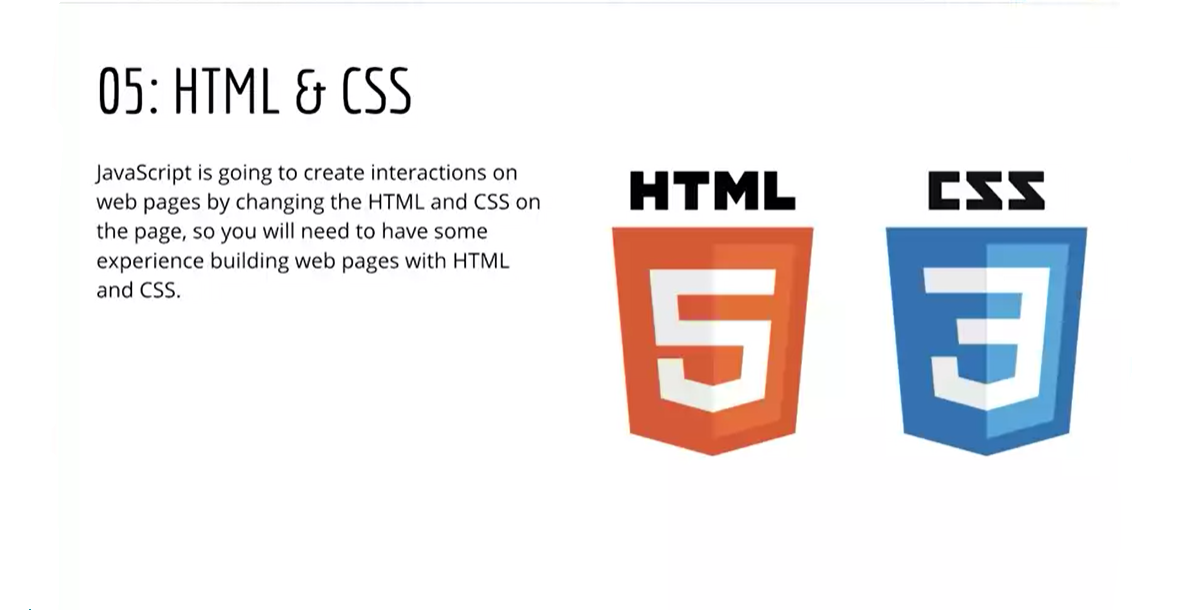 05: HTML & CSS
JavaScript is going to create interactions on
web pages by changing the HTML and CSS on
the page, so you will need to have some
experience building web pages with HTML
and CSS.
HTML
5
CSS
3